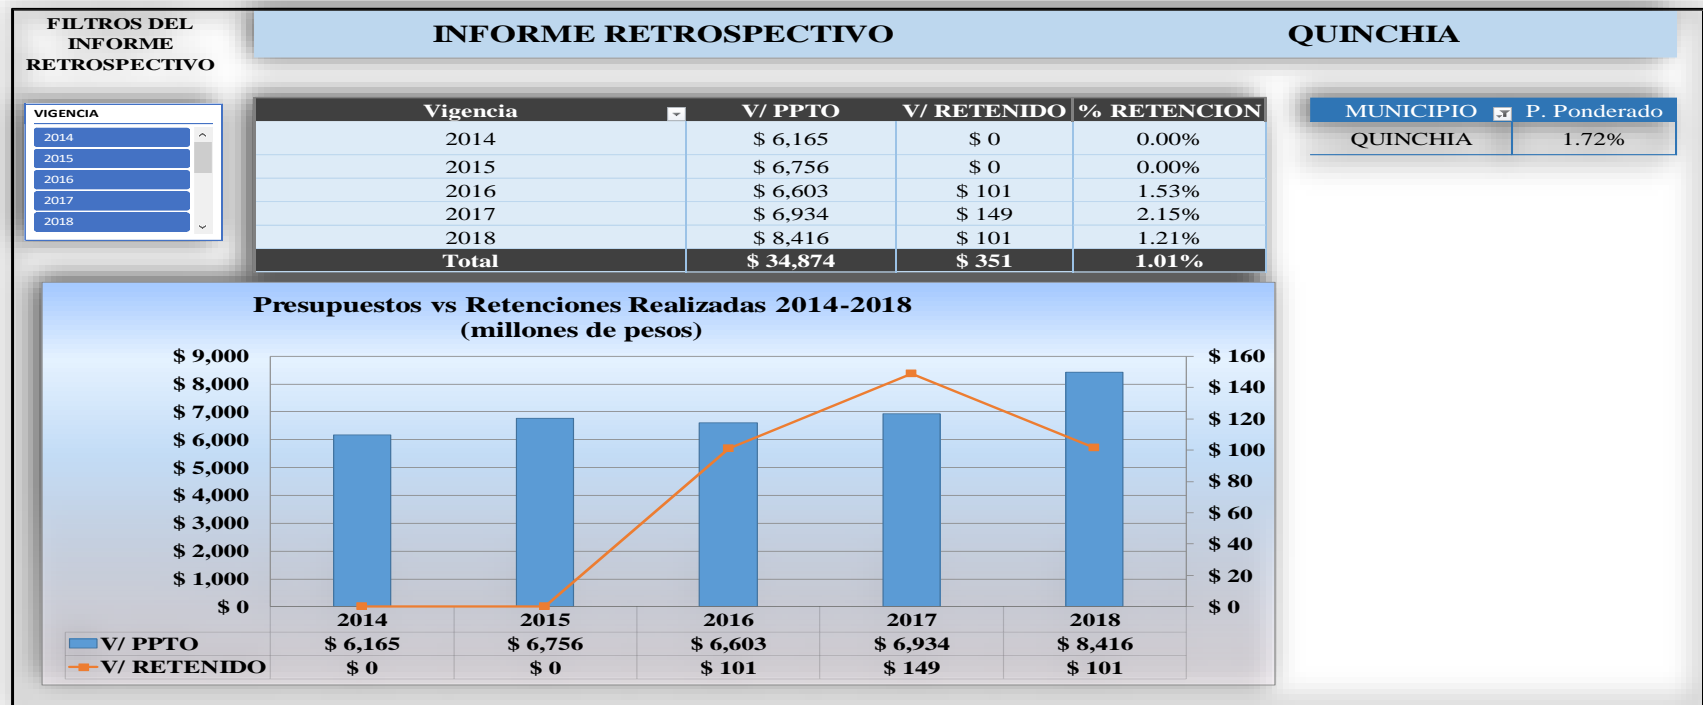 FILTROS DEL
INFORME
RETROSPECTIVO
INFORME RETROSPECTIVO QUINCHIA
VIGENCIA
2014
2015
2016
2017
2018
Vigencia V/ PPTO V/ RETENIDO % RETENCION
2014 $ 6,165 $ 0 0.00%
2015 $ 6,756 $ 0 0.00%
2016 $ 6,603 $ 101 1.53%
2017 $ 6,934 $ 149 2.15%
2018 $ 8,416 $ 101 1.21%
Total $ 34,874 $ 351 1.01%
MUNICIPIO P. Ponderado
QUINCHIA 1.72%
Presupuestos vs Retenciones Realizadas 2014-2018
(millones de pesos)
$ 9,000
$ 8,000
$ 7,000
$ 6,000
$ 5,000
$ 4,000
$ 3,000
$ 2,000
$ 1,000
$ 0
$ 160
$ 140
$ 120
$ 100
$ 80
$ 60
$ 40
$ 20
$ 0
2014 2015 2016 2017 2018
V/ PPTO $ 6,165 $ 6,756 $ 6,603 $ 6,934 $ 8,416
V/ RETENIDO $ 0 $ 0 $ 101 $ 149 $ 101